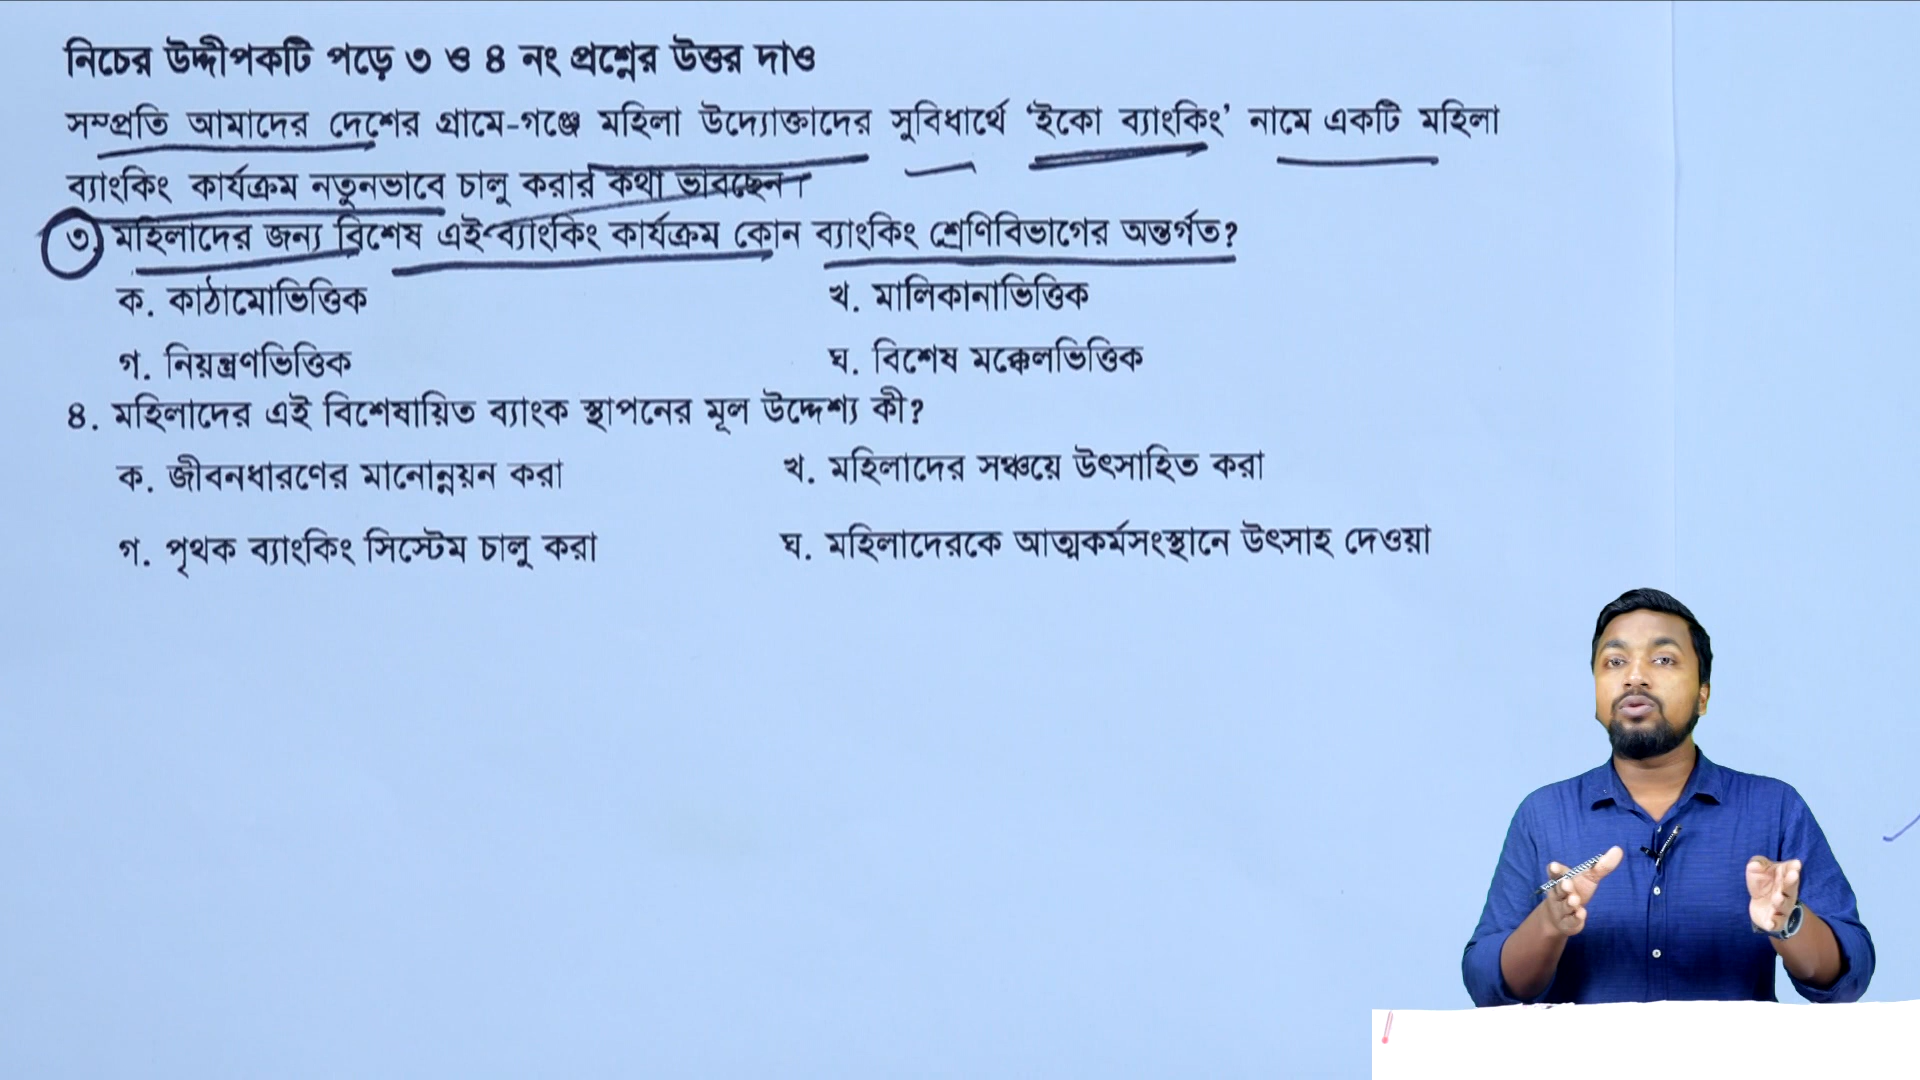 নিচের উদ্দীপকটি পড়ে ৩ ও ৪ নং প্রশ্নের উত্তর দাও
সম্প্রতি আমাদের দেশের গ্রামে-গঞ্জে মহিলা উদ্যোক্তাদের সুবিধার্থে ‘ইকো ব্যাংকিং’ নামে একটি মহিলা
ব্যাংকিং কার্যক্রম নতুনভাবে চালু করার কথা ভাবছেন।
৩. মহিলাদের জন্য বিশেষ এই ব্যাংকিং কার্যক্রম কোন ব্যাংকিং শ্রেণিবিভাগের অন্তর্গত?
ক. কাঠামোভিত্তিক খ. মালিকানাভিত্তিক
গ. নিয়ন্ত্রণভিত্তিক ঘ. বিশেষ মক্কেলভিত্তিক
৪. মহিলাদের এই বিশেষায়িত ব্যাংক স্থাপনের মূল উদ্দেশ্য কী?
ক. জীবনধারণের মানোন্নয়ন করা খ. মহিলাদের সঞ্চয়ে উৎসাহিত করা
গ. পৃথক ব্যাংকিং সিস্টেম চালু করা ঘ. মহিলাদেরকে আত্মকর্মসংস্থানে উৎসাহ দেওয়া